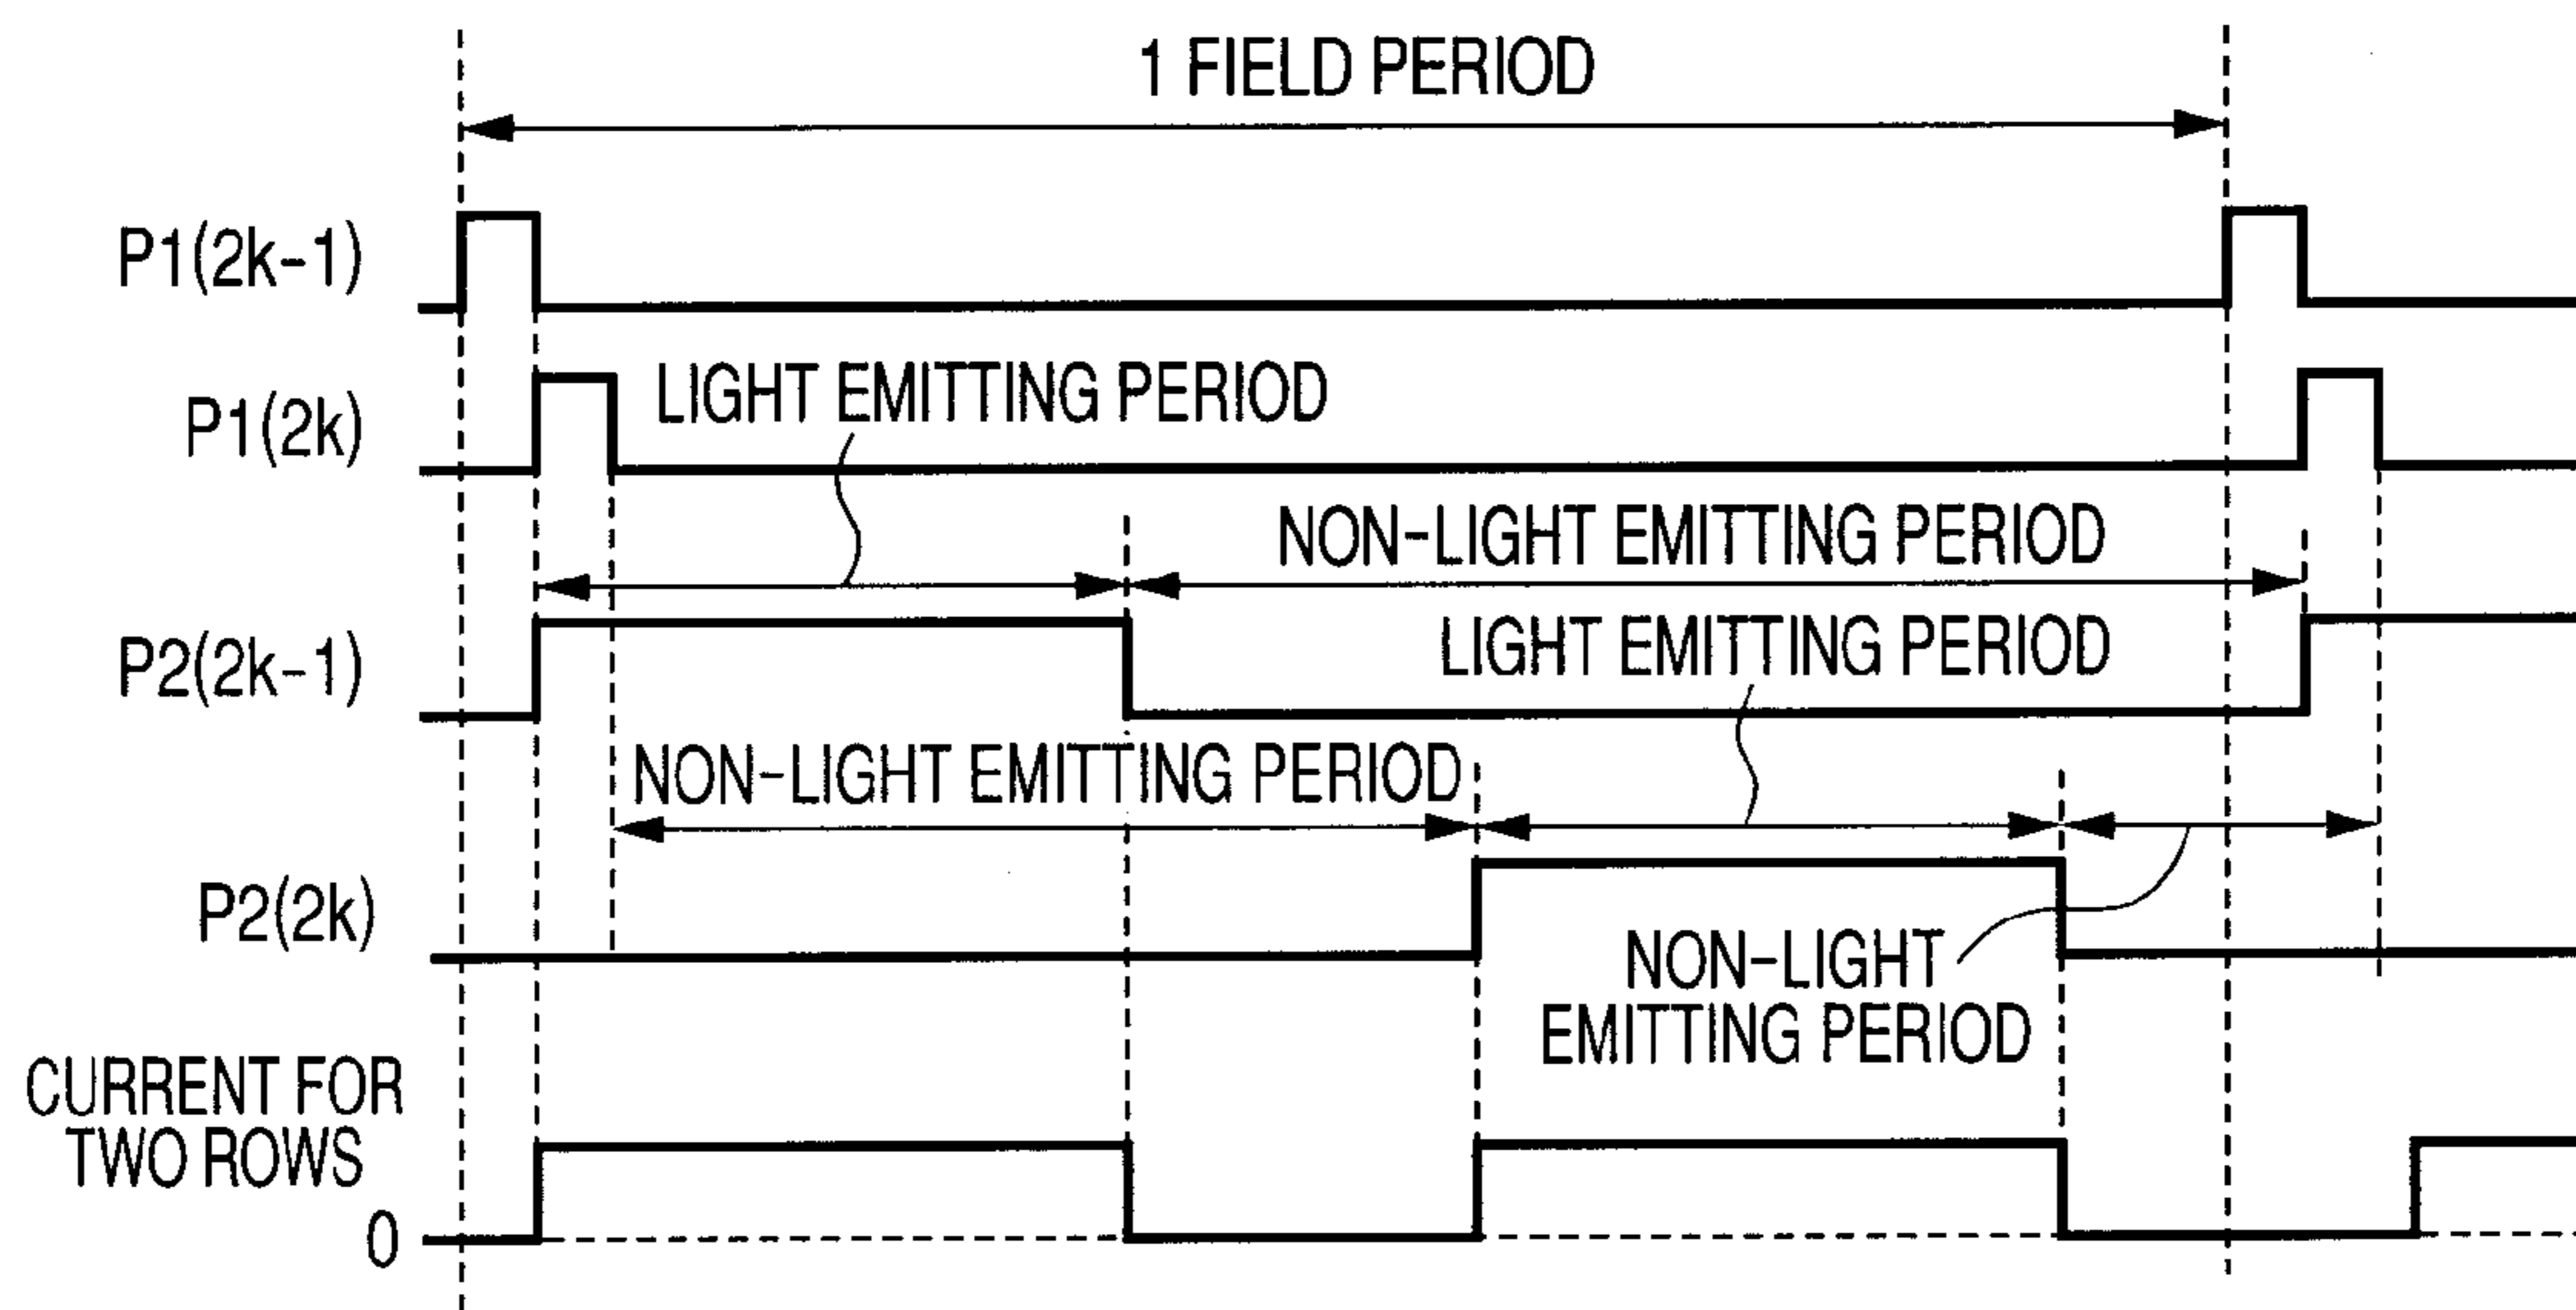 1 FIELD PERIOD
P1(2k-1)
P1(2k)
LIGHT EMITTING PERIOD
NON-LIGHT EMITTING PERIOD
P2(2k-1)
LIGHT EMITTING PERIOD
NON-LIGHT EMITTING PERIOD
P2(2k)
NON-LIGHT
EMITTING PERIOD
CURRENT FOR
TWO ROWS
0